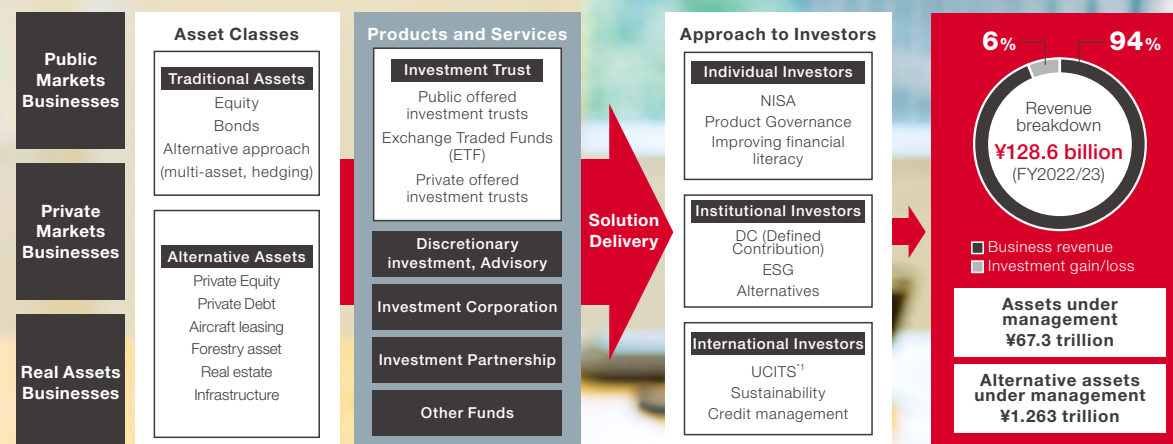 Public
Markets
Businesses
Private
Markets
Businesses
Real Assets
Businesses
Asset Classes
Traditional Assets
Equity
Bonds
Alternative approach
(multi-asset, hedging)
Alternative Assets
Private Equity
Private Debt
Aircraft leasing
Forestry asset
Real estate
Infrastructure
Products and Services
Investment Trust
Public offered
investment trusts
Exchange Traded Funds
(ETF)
Private offered
investment trusts
Discretionary
investment, Advisory
Investment Corporation
Investment Partnership
Other Funds
Solution
Delivery
Approach to Investors
Individual Investors
NISA
Product Governance
Improving financial
literacy
Institutional Investors
DC (Defined
Contribution)
ESG
Alternatives
International Investors
UCITS*1
Sustainability
Credit management
6% 94%
Revenue
breakdown
¥128.6 billion
(FY2022/23)
Business revenue
Investment gain/loss
Assets under
management
¥67.3 trillion
Alternative assets
under management
¥1.263 trillion